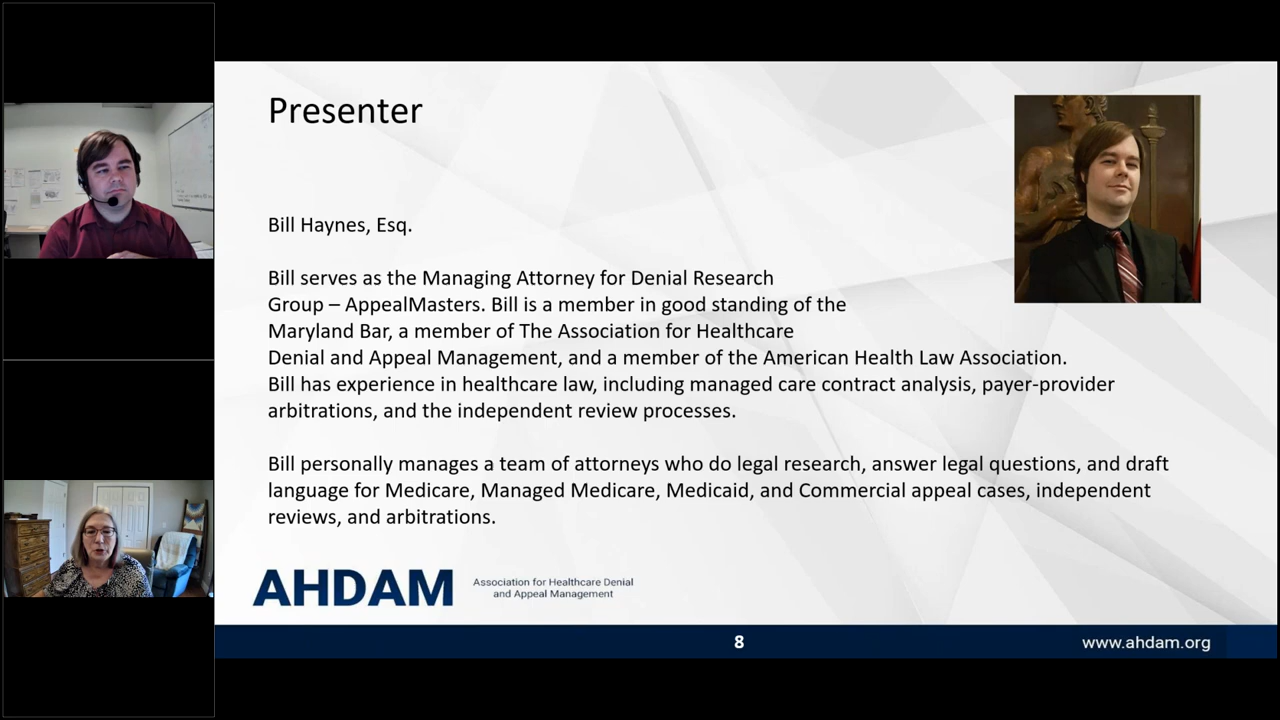 Presenter
Bill Haynes, Esq.
Bill serves as the Managing Attorney for Denial Research
Group – AppealMasters. Bill is a member in good standing of the
Maryland Bar, a member of The Association for Healthcare
Denial and Appeal Management, and a member of the American Health Law Association.
Bill has experience in healthcare law, including managed care contract analysis, payer-provider
arbitrations, and the independent review processes.
Bill personally manages a team of attorneys who do legal research, answer legal questions, and draft
language for Medicare, Managed Medicare, Medicaid, and Commercial appeal cases, independent
reviews, and arbitrations.
AHDAM
Association for Healthcare Denial
and Appeal Management
8
www.ahdam.org